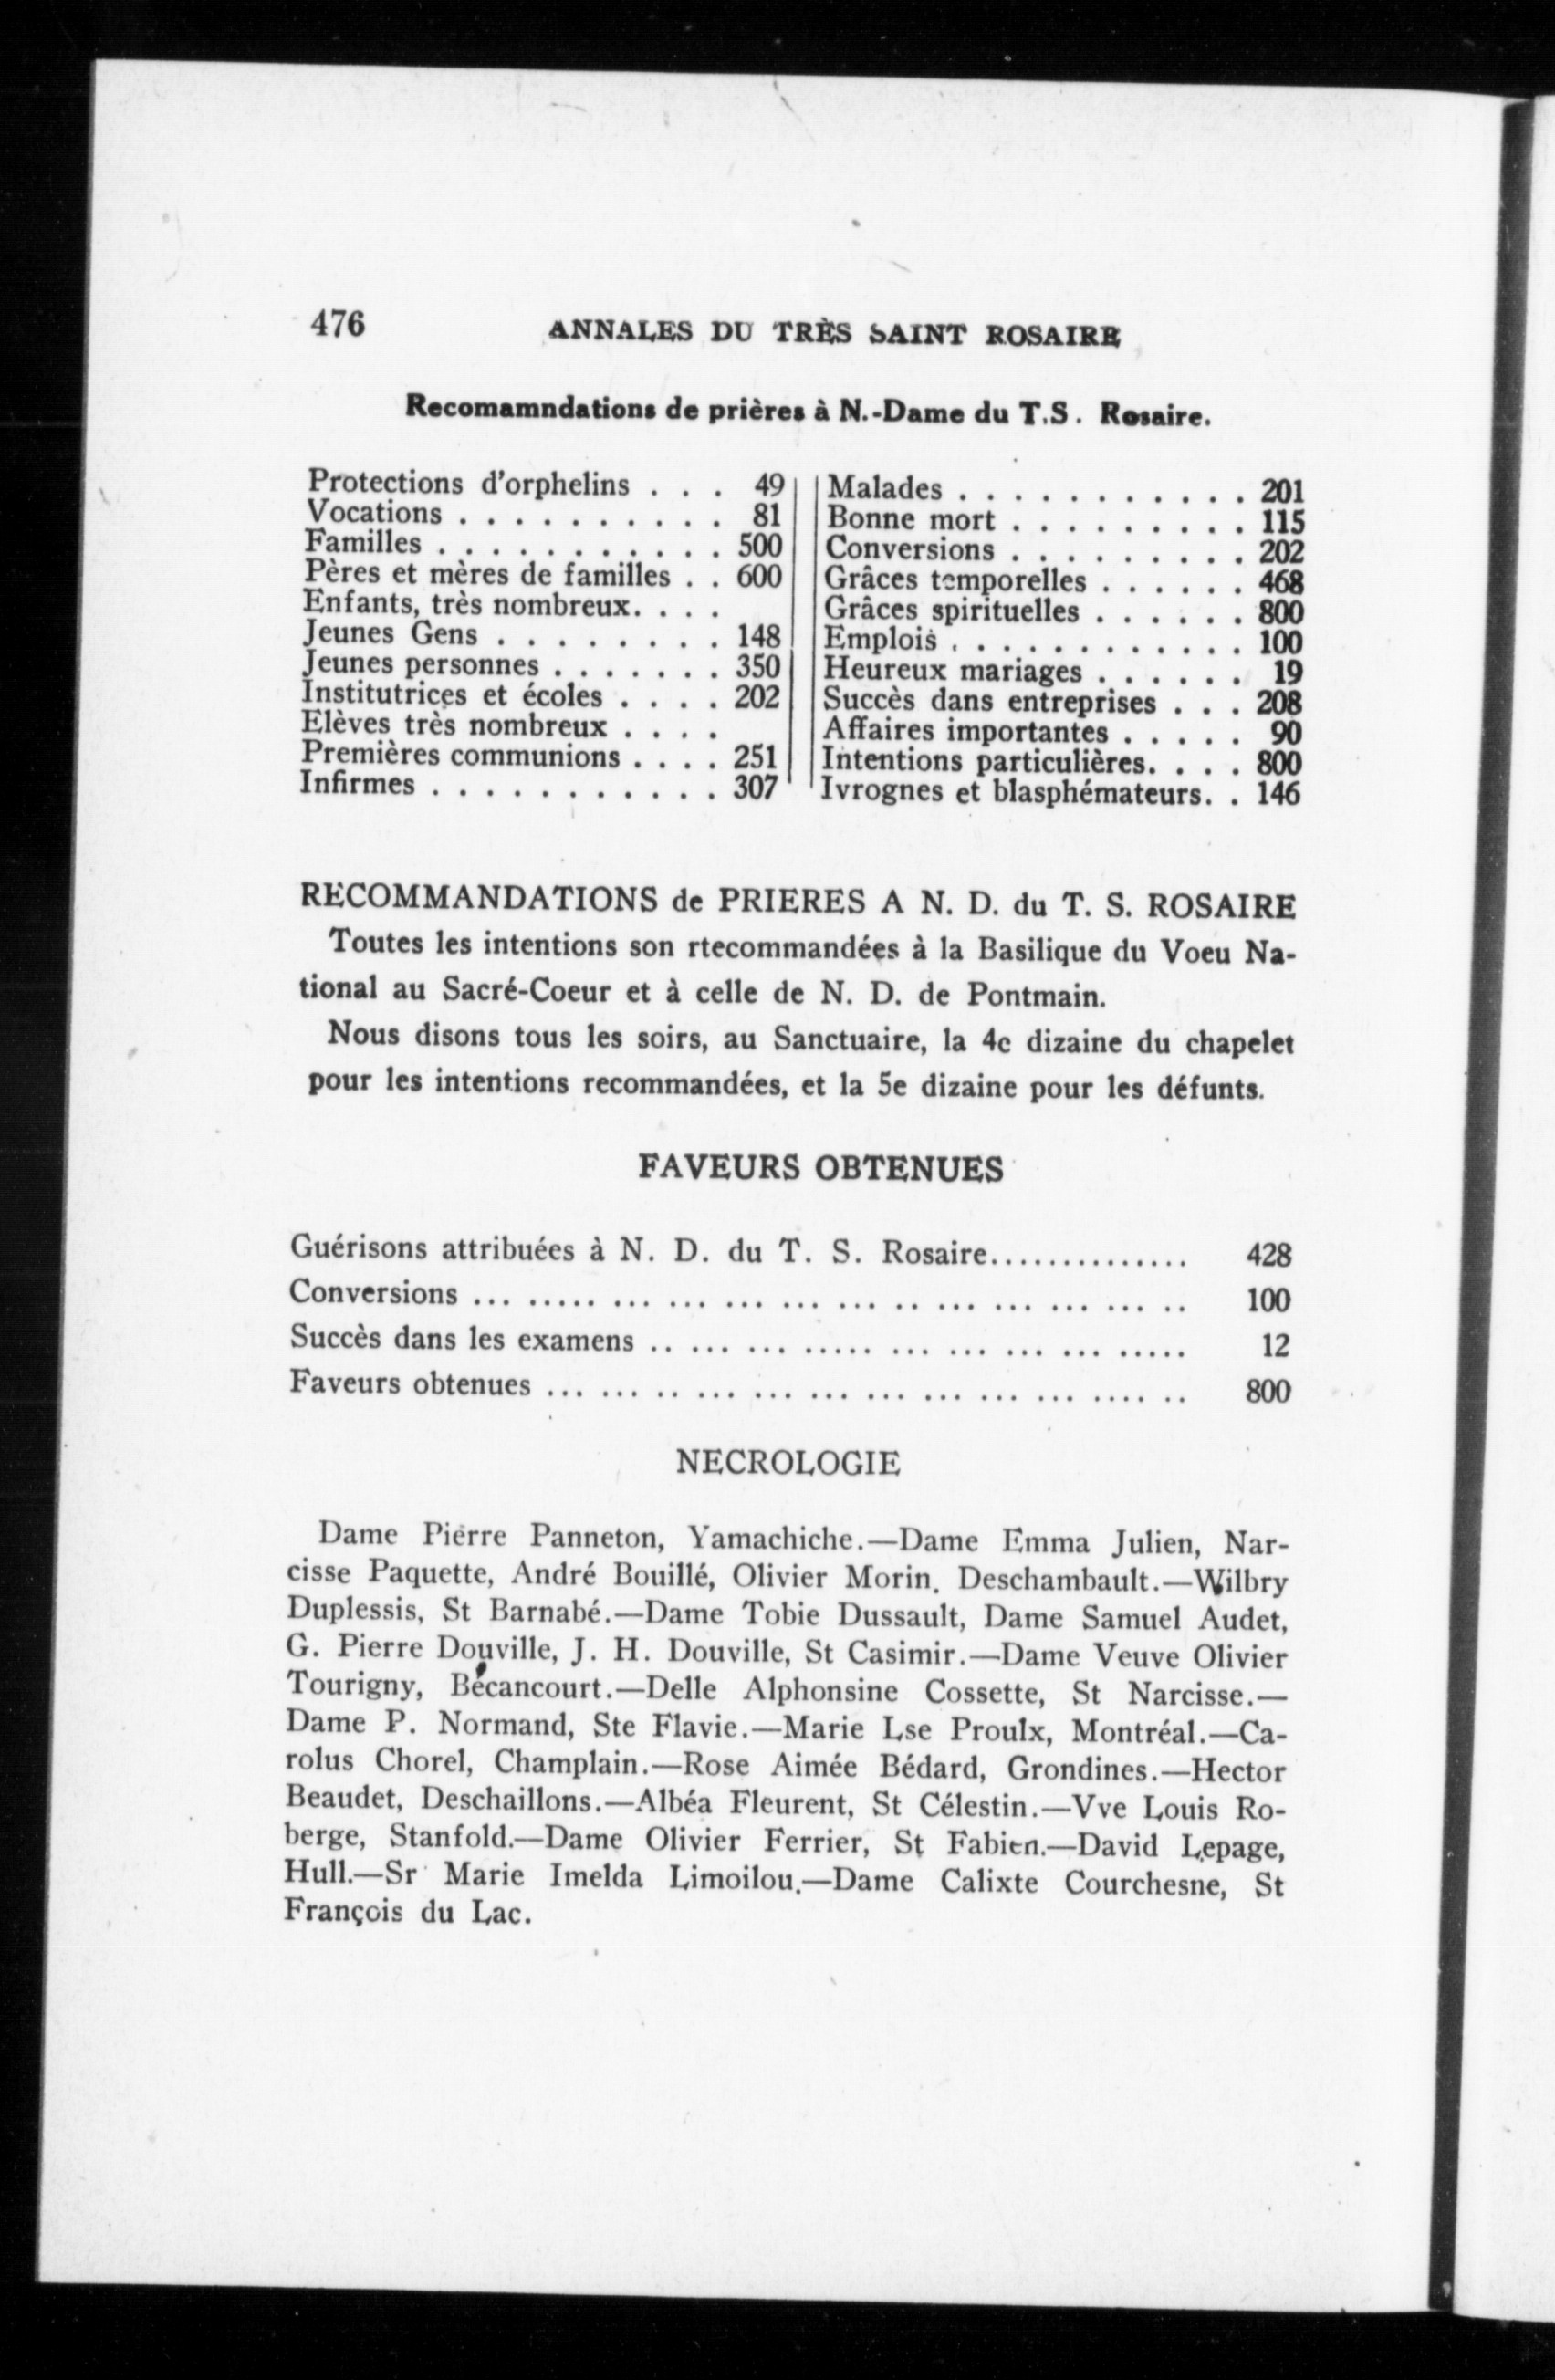 476 ANNALES DU TRÈS SAINT ROSAIRE
Recomamndations de prières à N.-Dame du T.S. Rosaire.
Protections d'orphelins . . . 49
Vocations . . . . . . . . . . 81
Familles . . . . . . . . . . . 500
Pères et mères de familles . . 600
Enfants, très nombreux. . . .
Jeunes Gens . . . . . . . . . 148
Jeunes personnes . . . . . . . 350
Institutrices et écoles . . . . 202
Elèves très nombreux . . . .
Premières communions . . . . 251
Infirmes . . . . . . . . . . . 307
Malades . . . . . . . . . . . 201
Bonne mort . . . . . . . . . 115
Conversions . . . . . . . . . 202
Grâces temporelles . . . . . . 468
Grâces spirituelles . . . . . . 800
Emplois . . . . . . . . . . . . 100
Heureux mariages . . . . . . 19
Succès dans entreprises . . . 208
Affaires importantes . . . . . 90
Intentions particulières. . . . 800
Ivrognes et blasphémateurs. . 146
RECOMMANDATIONS de PRIERES A N. D. du T. S. ROSAIRE
Toutes les intentions son rtecommandées à la Basilique du Voeu Na-
tional au Sacré-Coeur et à celle de N. D. de Pontmain.
Nous disons tous les soirs, au Sanctuaire, la 4e dizaine du chapelet
pour les intentions recommandées, et la 5e dizaine pour les défunts.
FAVEURS OBTENUES
Guérisons attribuées à N. D. du T. S. Rosaire.............. 428
Conversions ... ..... ... ... ... ... ... .. ... ... ... ... .. 100
Succès dans les examens .. ... ... ..... ... ... ... ... ..... 12
Faveurs obtenues ... ... .. ... ... ... ... ... ... ... .... .. 800
NECROLOGIE
Dame Pierre Panneton, Yamachiche.—Dame Emma Julien, Nar-
cisse Paquette, André Bouillé, Olivier Morin. Deschambault.—Wilbry
Duplessis, St Barnabé.—Dame Tobie Dussault, Dame Samuel Audet,
G. Pierre Douville, J. H. Douville, St Casimir.—Dame Veuve Olivier
Tourigny, Bécancourt.—Delle Alphonsine Cossette, St Narcisse.—
Dame P. Normand, Ste Flavie.—Marie Lse Proulx, Montréal.—Ca-
rolus Chorel, Champlain.—Rose Aimée Bédard, Grondines.—Hector
Beaudet, Deschaillons.—Albéa Fleurent, St Célestin.—Vve Louis Ro-
berge, Stanfold.—Dame Olivier Ferrier, St Fabien.—David Lepage,
Hull.—Sr Marie Imelda Limoilou.—Dame Calixte Courchesne, St
François du Lac.